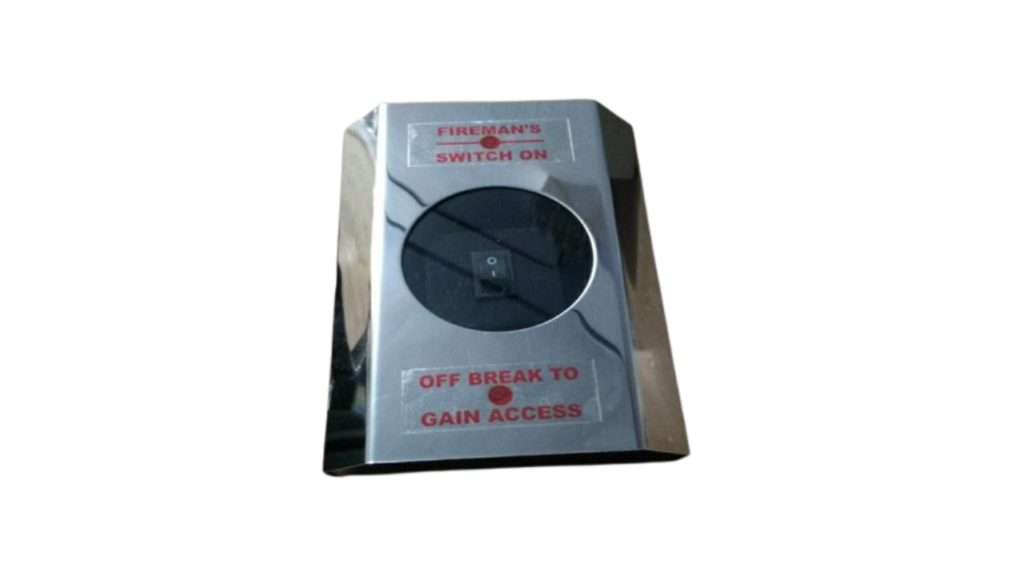 FIREMAN'S
SWITCH ON
O
–
OFF BREAK TO
GAIN ACCESS